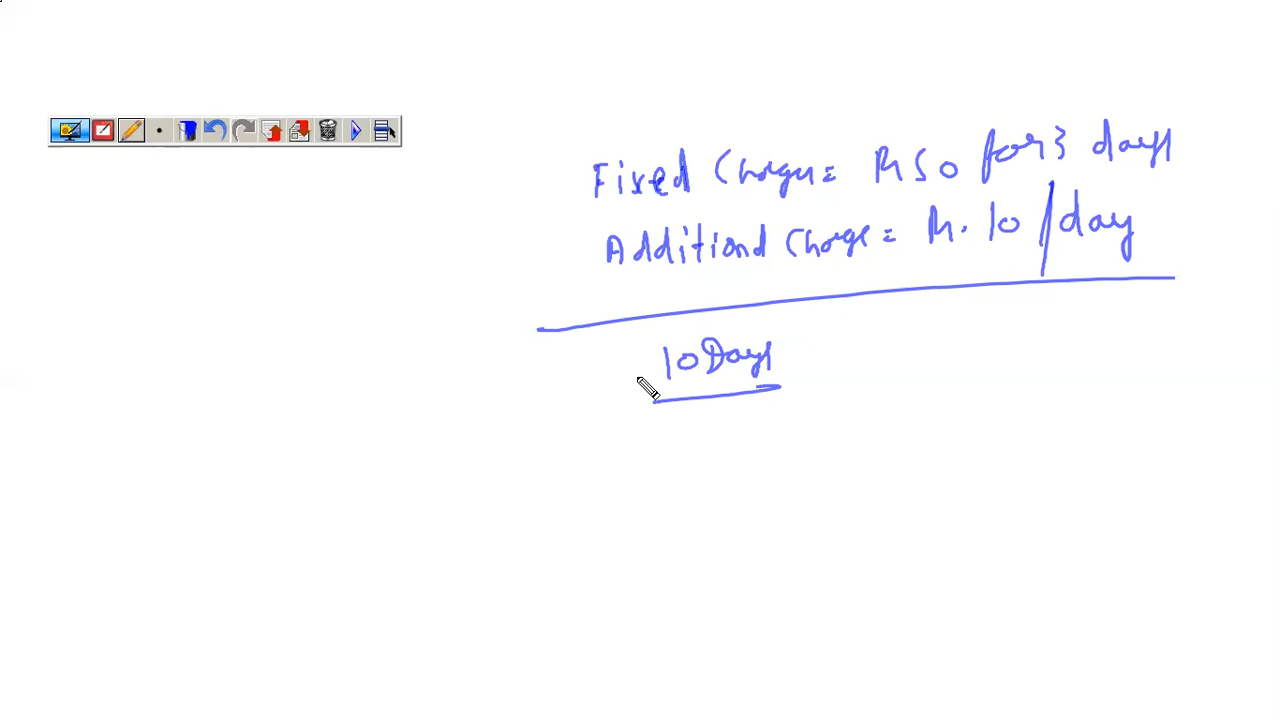 Fixed Charge = Rs 50 for 3 days
Additional Charge = Rs. 10 / day
10 Days